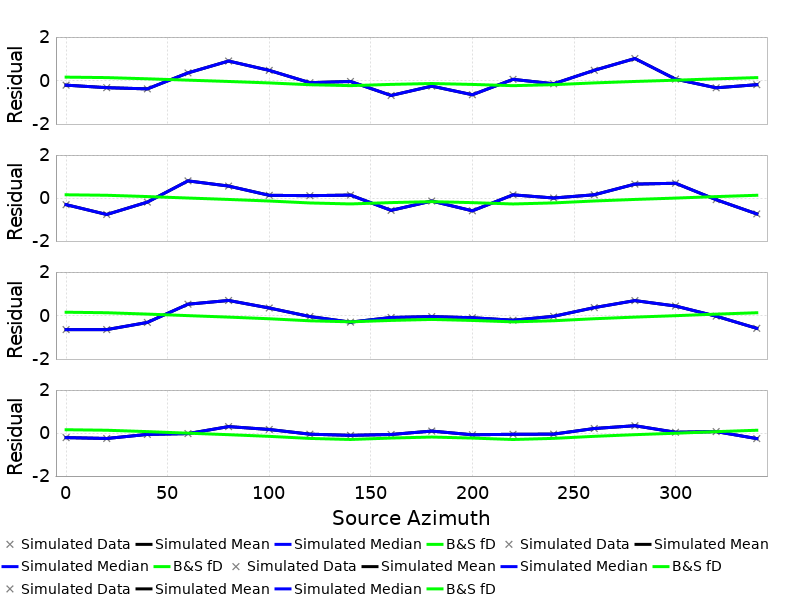 2
0
-2
Residual
2
0
-2
Residual
2
0
-2
Residual
2
0
-2
Residual
0 50 100 150 200 250 300
Source Azimuth
× Simulated Data Simulated Mean Simulated Median B&S fD × Simulated Data Simulated Mean
Simulated Median B&S fD × Simulated Data Simulated Mean Simulated Median B&S fD
× Simulated Data Simulated Mean Simulated Median B&S fD